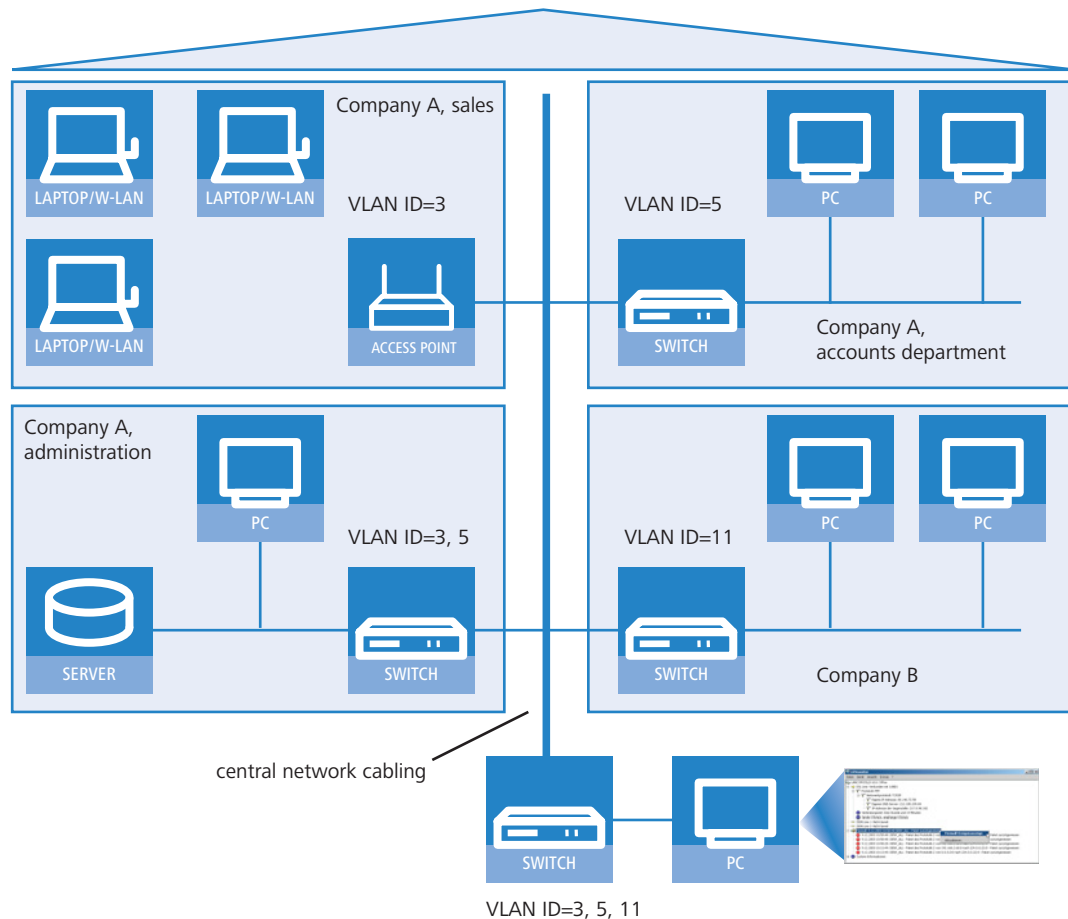 Company A, sales
LAPTOP/W-LAN
LAPTOP/W-LAN
VLAN ID=3
LAPTOP/W-LAN
ACCESS POINT
PC
PC
VLAN ID=5
SWITCH
Company A,
accounts department
Company A,
administration
PC
VLAN ID=3, 5
SERVER
SWITCH
PC
PC
VLAN ID=11
SWITCH
Company B
central network cabling
SWITCH
PC
VLAN ID=3, 5, 11